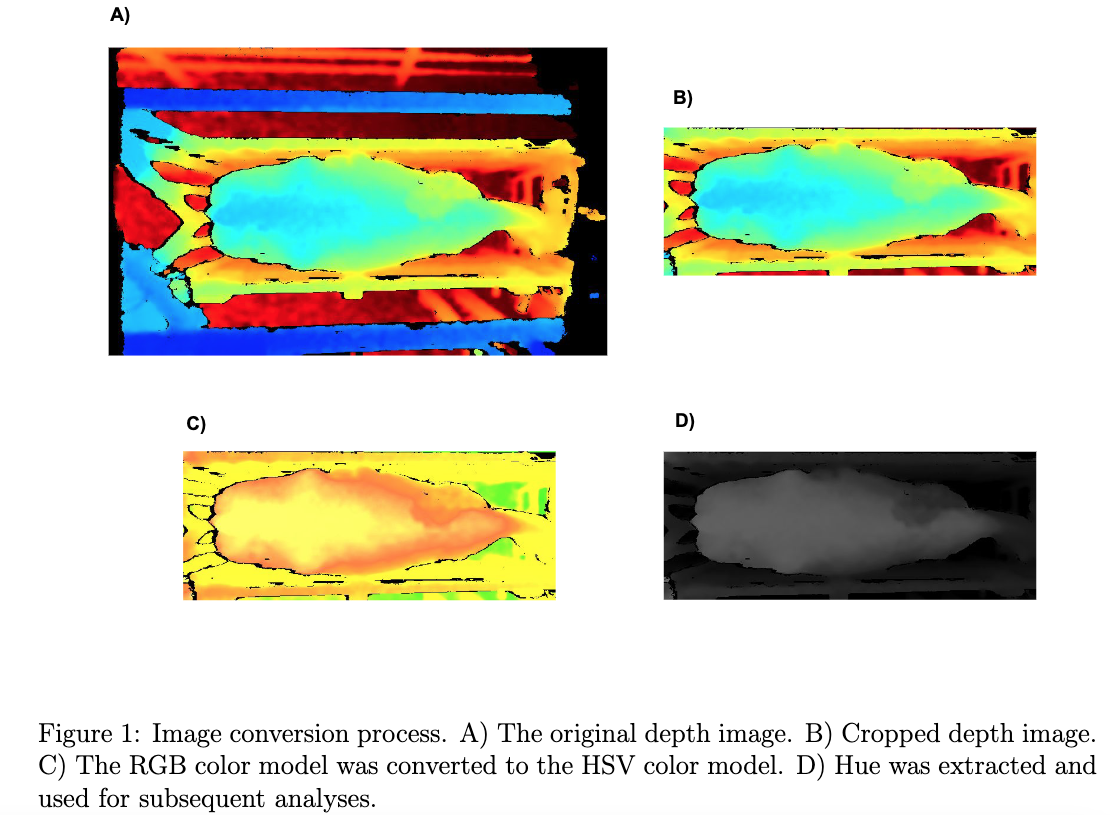 A)
B)
C)
D)
Figure 1: Image conversion process. A) The original depth image. B) Cropped depth image.
C) The RGB color model was converted to the HSV color model. D) Hue was extracted and
used for subsequent analyses.